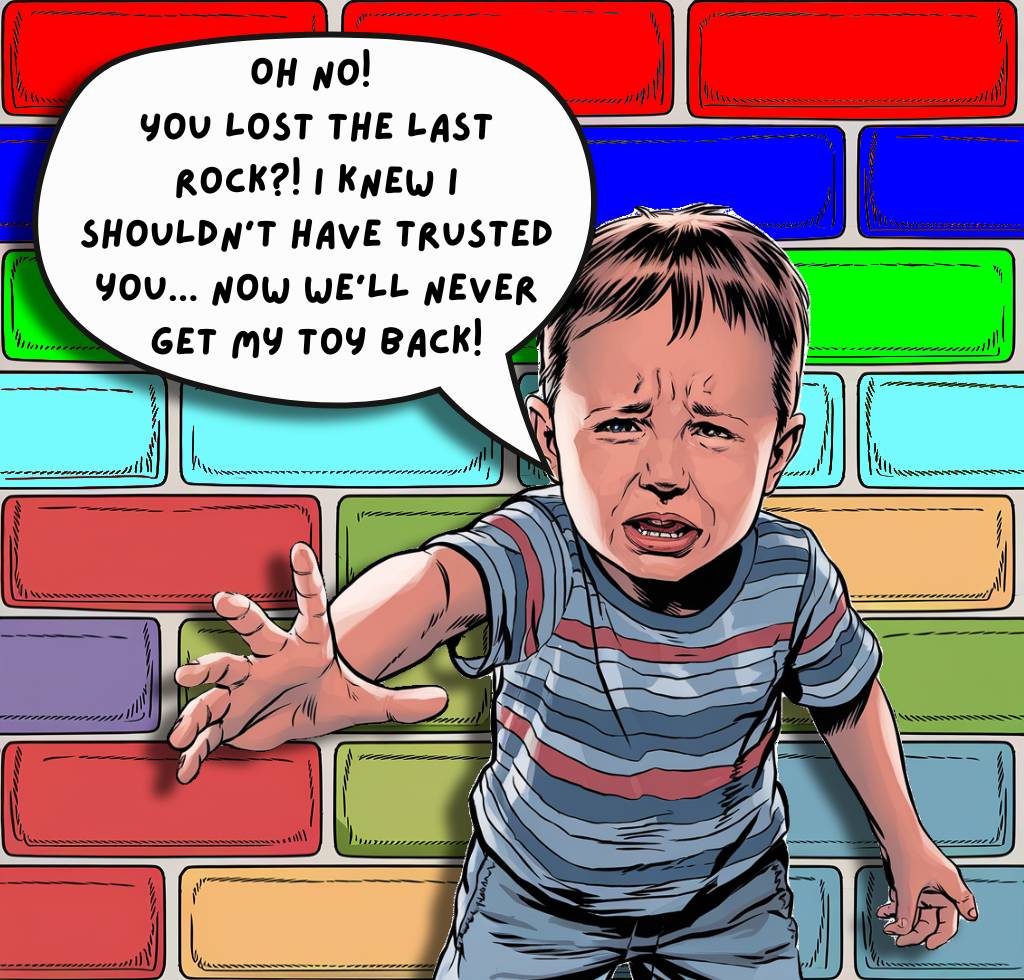 OH NO!
YOU LOST THE LAST
ROCK?! I KNEW I
SHOULDN'T HAVE TRUSTED
YOU... NOW WE'LL NEVER
GET MY TOY BACK!